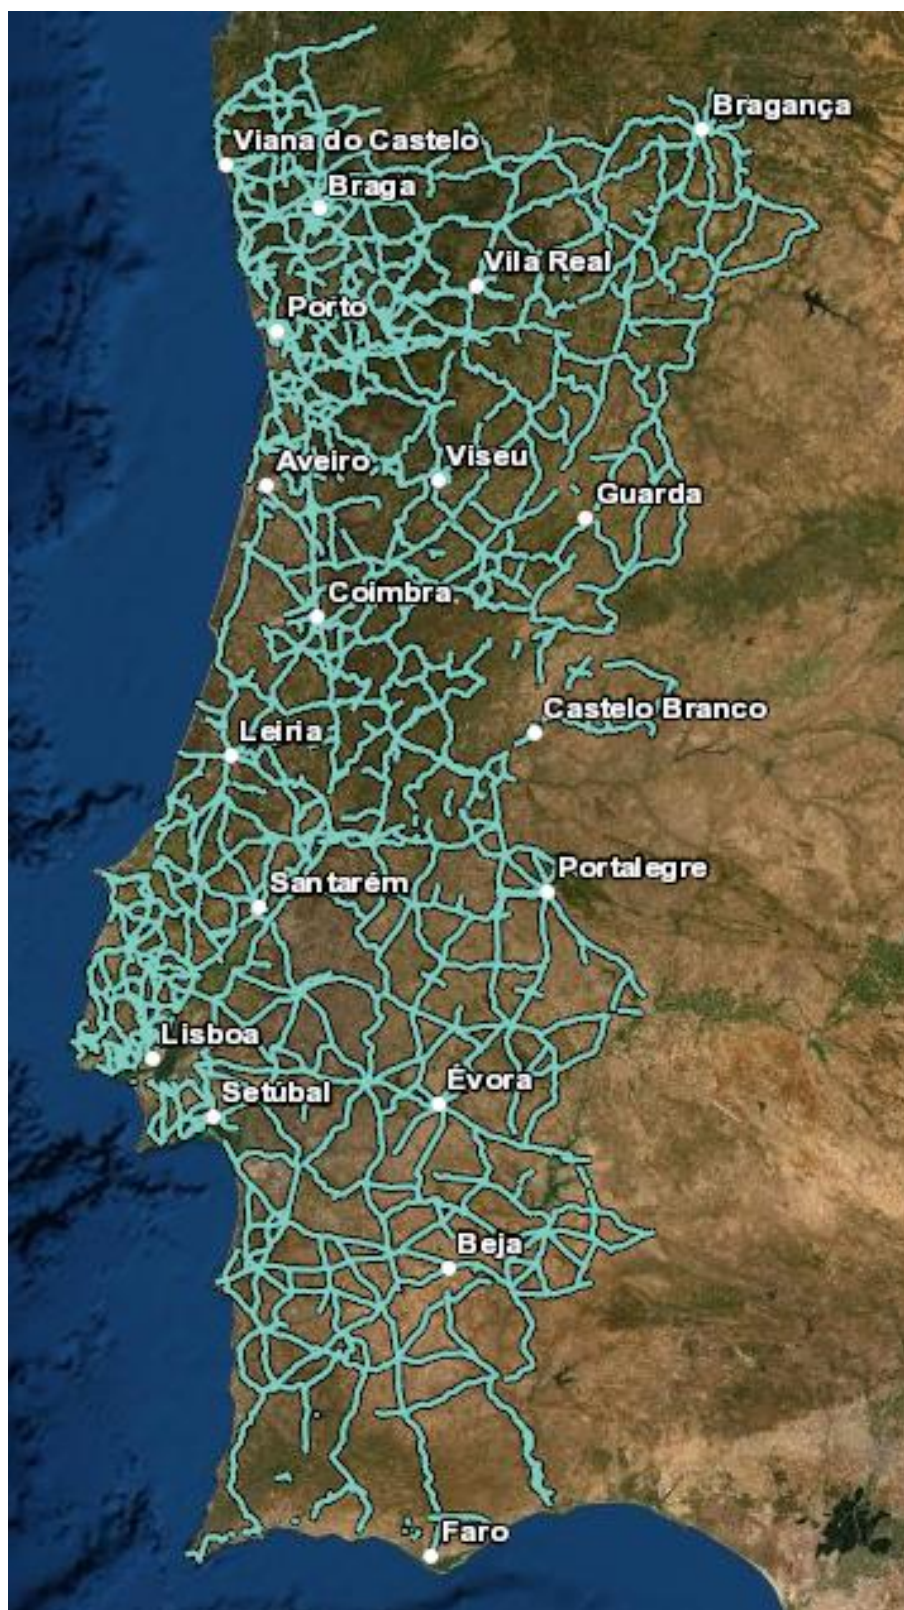 Bragança
Viana do Castelo
Braga
Vila Real
Porto
Aveiro
Viseu
Guarda
Coimbra
Castelo Branco
Leiria
Portalegre
Santarém
Lisboa
Évora
Setúbal
Beja
Faro